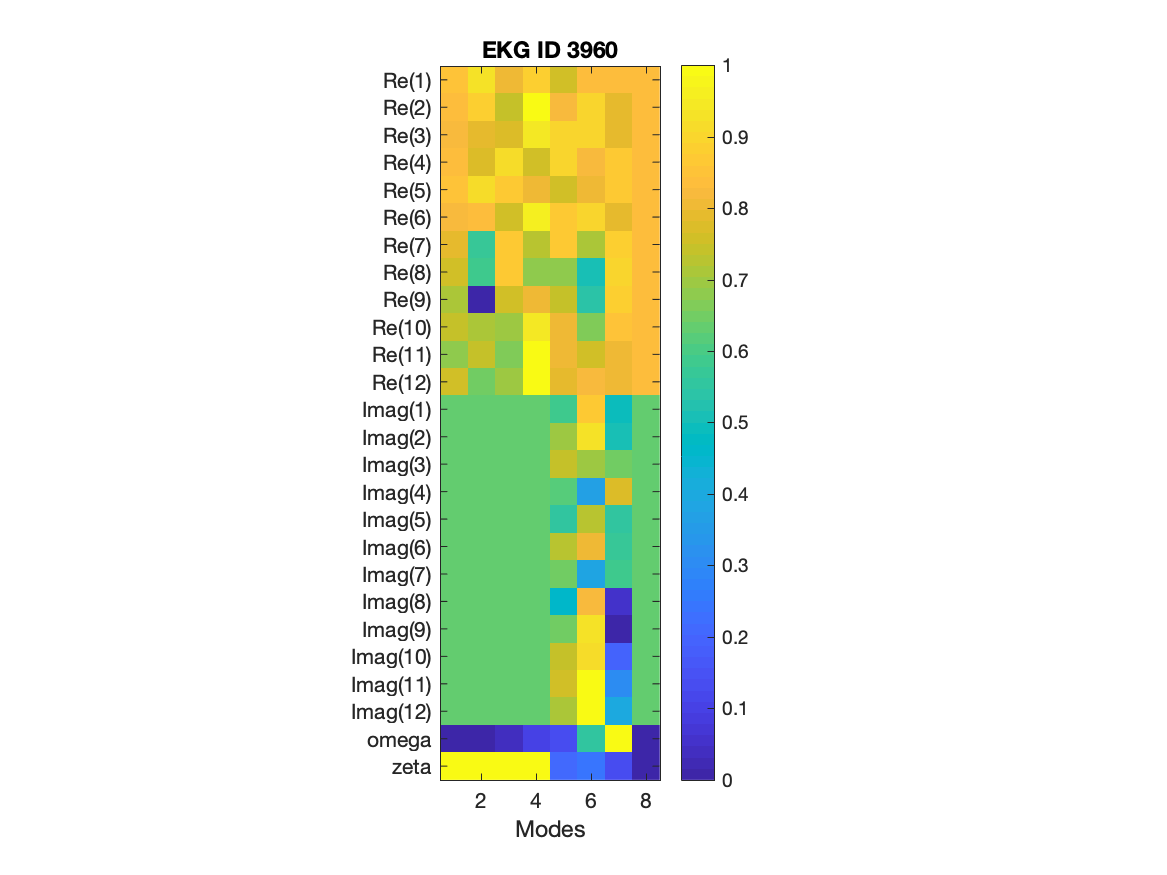 EKG ID 3960
Re(1)
Re(2)
Re(3)
Re(4)
Re(5)
Re(6)
Re(7)
Re(8)
Re(9)
Re(10)
Re(11)
Re(12)
Imag(1)
Imag(2)
Imag(3)
Imag(4)
Imag(5)
Imag(6)
Imag(7)
Imag(8)
Imag(9)
Imag(10)
Imag(11)
Imag(12)
omega
zeta
2 4 6 8
Modes
1
0.9
0.8
0.7
0.6
0.5
0.4
0.3
0.2
0.1
0